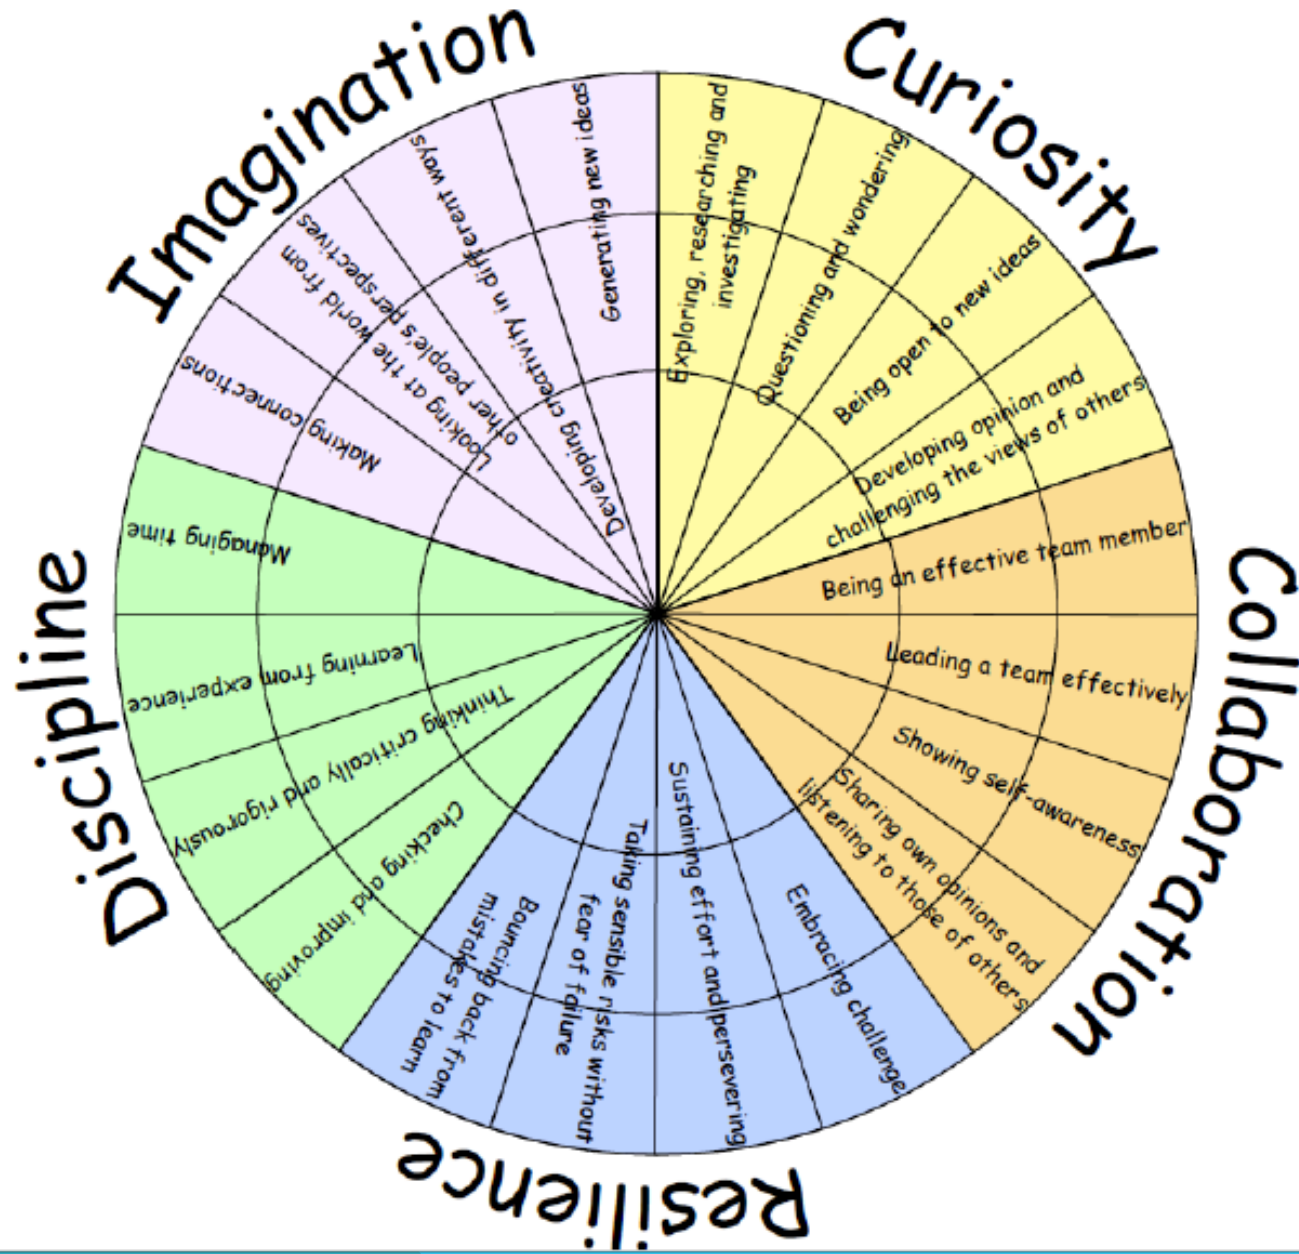 Curiosity
Exploring, researching and
investigating
Questioning and wondering
Being open to new ideas
Developing opinion and
challenging the views of others
Collaboration
Being an effective team member
Leading a team effectively
Showing self-awareness
Sharing own opinions and
listening to those of others
Resilience
Embracing challenge
Sustaining effort and persevering
Taking sensible risks without
fear of failure
Bouncing back from
mistakes to learn
Discipline
Checking and improving
Thinking critically and rigorously
Learning from experience
Managing time
Imagination
Making connections
Looking at the world from
other people's perspectives
Developing creativity in different ways
Generating new ideas